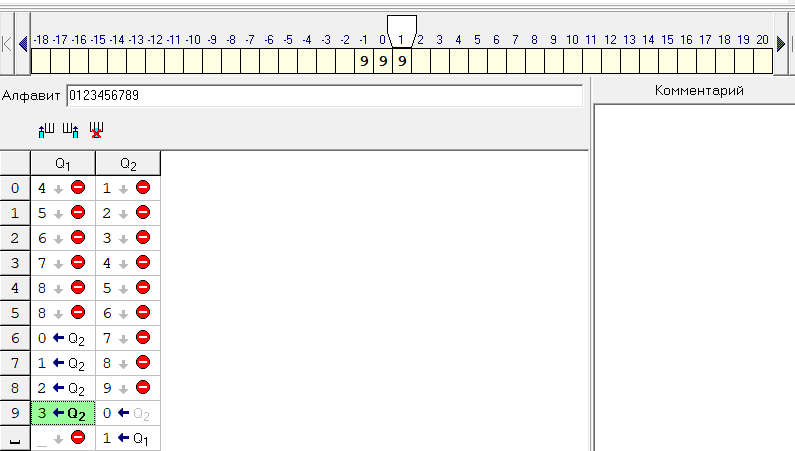 -18 -17 -16 -15 -14 -13 -12 -11 -10 -9 -8 -7 -6 -5 -4 -3 -2 -1 0 1 2 3 4 5 6 7 8 9 10 11 12 13 14 15 16 17 18 19 20
9 9 9
Алфавит 0123456789
Комментарий
Q1 Q2
0 4 1
1 5 2
2 6 3
3 7 4
4 8 5
5 8 6
6 0 ← Q2 7
7 1 ← Q2 8
8 2 ← Q2 9
9 3 ← Q2 0 ← Q2
_ 1 ← Q1